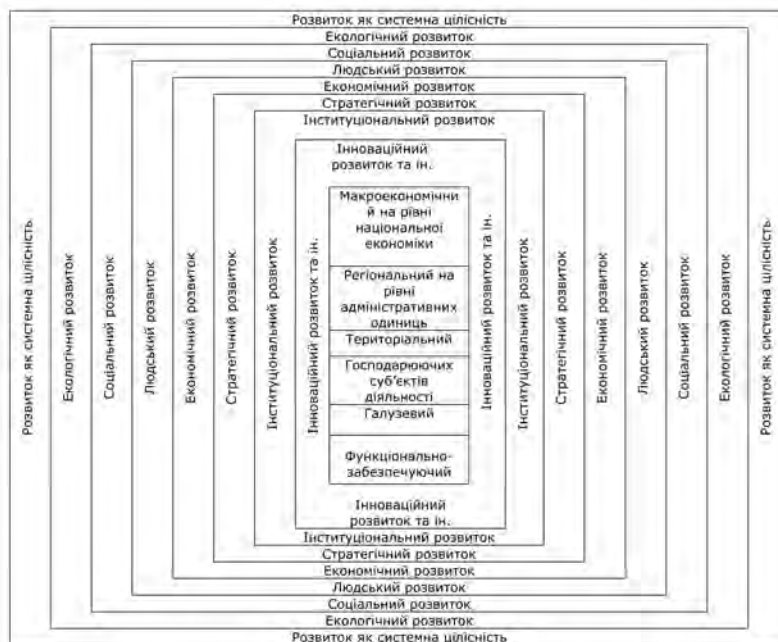 Розвиток як системна цілісність
Екологічний розвиток
Соціальний розвиток
Людський розвиток
Економічний розвиток
Стратегічний розвиток
Інституціональний розвиток
Інноваційний
розвиток та ін.
Розвиток як системна цілісність
Екологічний розвиток
Соціальний розвиток
Людський розвиток
Економічний розвиток
Стратегічний розвиток
Інституціональний розвиток
Інноваційний розвиток та ін.
Макроекономічни
й на рівні
національної
економіки
Регіональний на
рівні
адміністративних
одиниць
Територіальний
Господарюючих
суб’єктів
діяльності
Галузевий
Функціонально-
забезпечуючий
Інноваційний розвиток та ін.
Інституціональний розвиток
Стратегічний розвиток
Економічний розвиток
Людський розвиток
Соціальний розвиток
Екологічний розвиток
Розвиток як системна цілісність
Інноваційний
розвиток та ін.
Інституціональний розвиток
Стратегічний розвиток
Економічний розвиток
Людський розвиток
Соціальний розвиток
Екологічний розвиток
Розвиток як системна цілісність